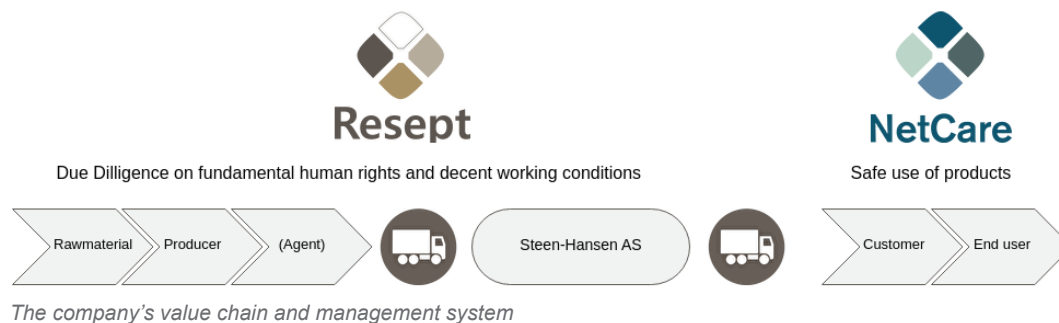 Resept
NetCare
Due Dilligence on fundamental human rights and decent working conditions
Safe use of products
Rawmaterial
Producer
(Agent)
Steen-Hansen AS
Customer
End user
The company's value chain and management system